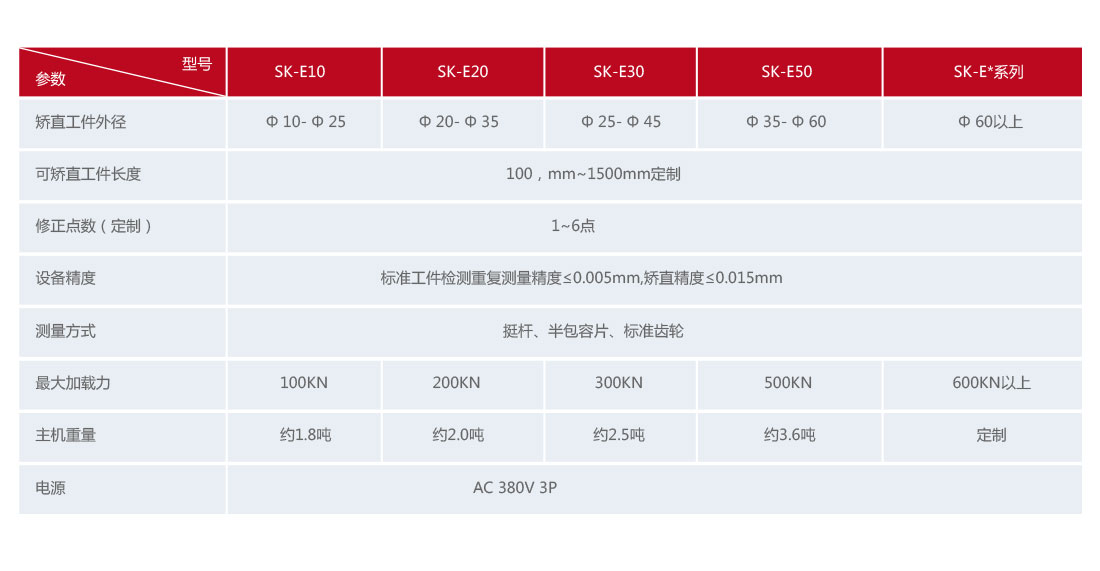 型号
参数
SK-E10 SK-E20 SK-E30 SK-E50 SK-E*系列
矫直工件外径 Φ 10- Φ 25 Φ 20- Φ 35 Φ 25- Φ 45 Φ 35- Φ 60 Φ 60以上
可矫直工件长度 100，mm~1500mm定制
修正点数（定制） 1~6点
设备精度 标准工件检测重复测量精度≤0.005mm,矫直精度≤0.015mm
测量方式 挺杆、半包容片、标准齿轮
最大加载力 100KN 200KN 300KN 500KN 600KN以上
主机重量 约1.8吨 约2.0吨 约2.5吨 约3.6吨 定制
电源 AC 380V 3P